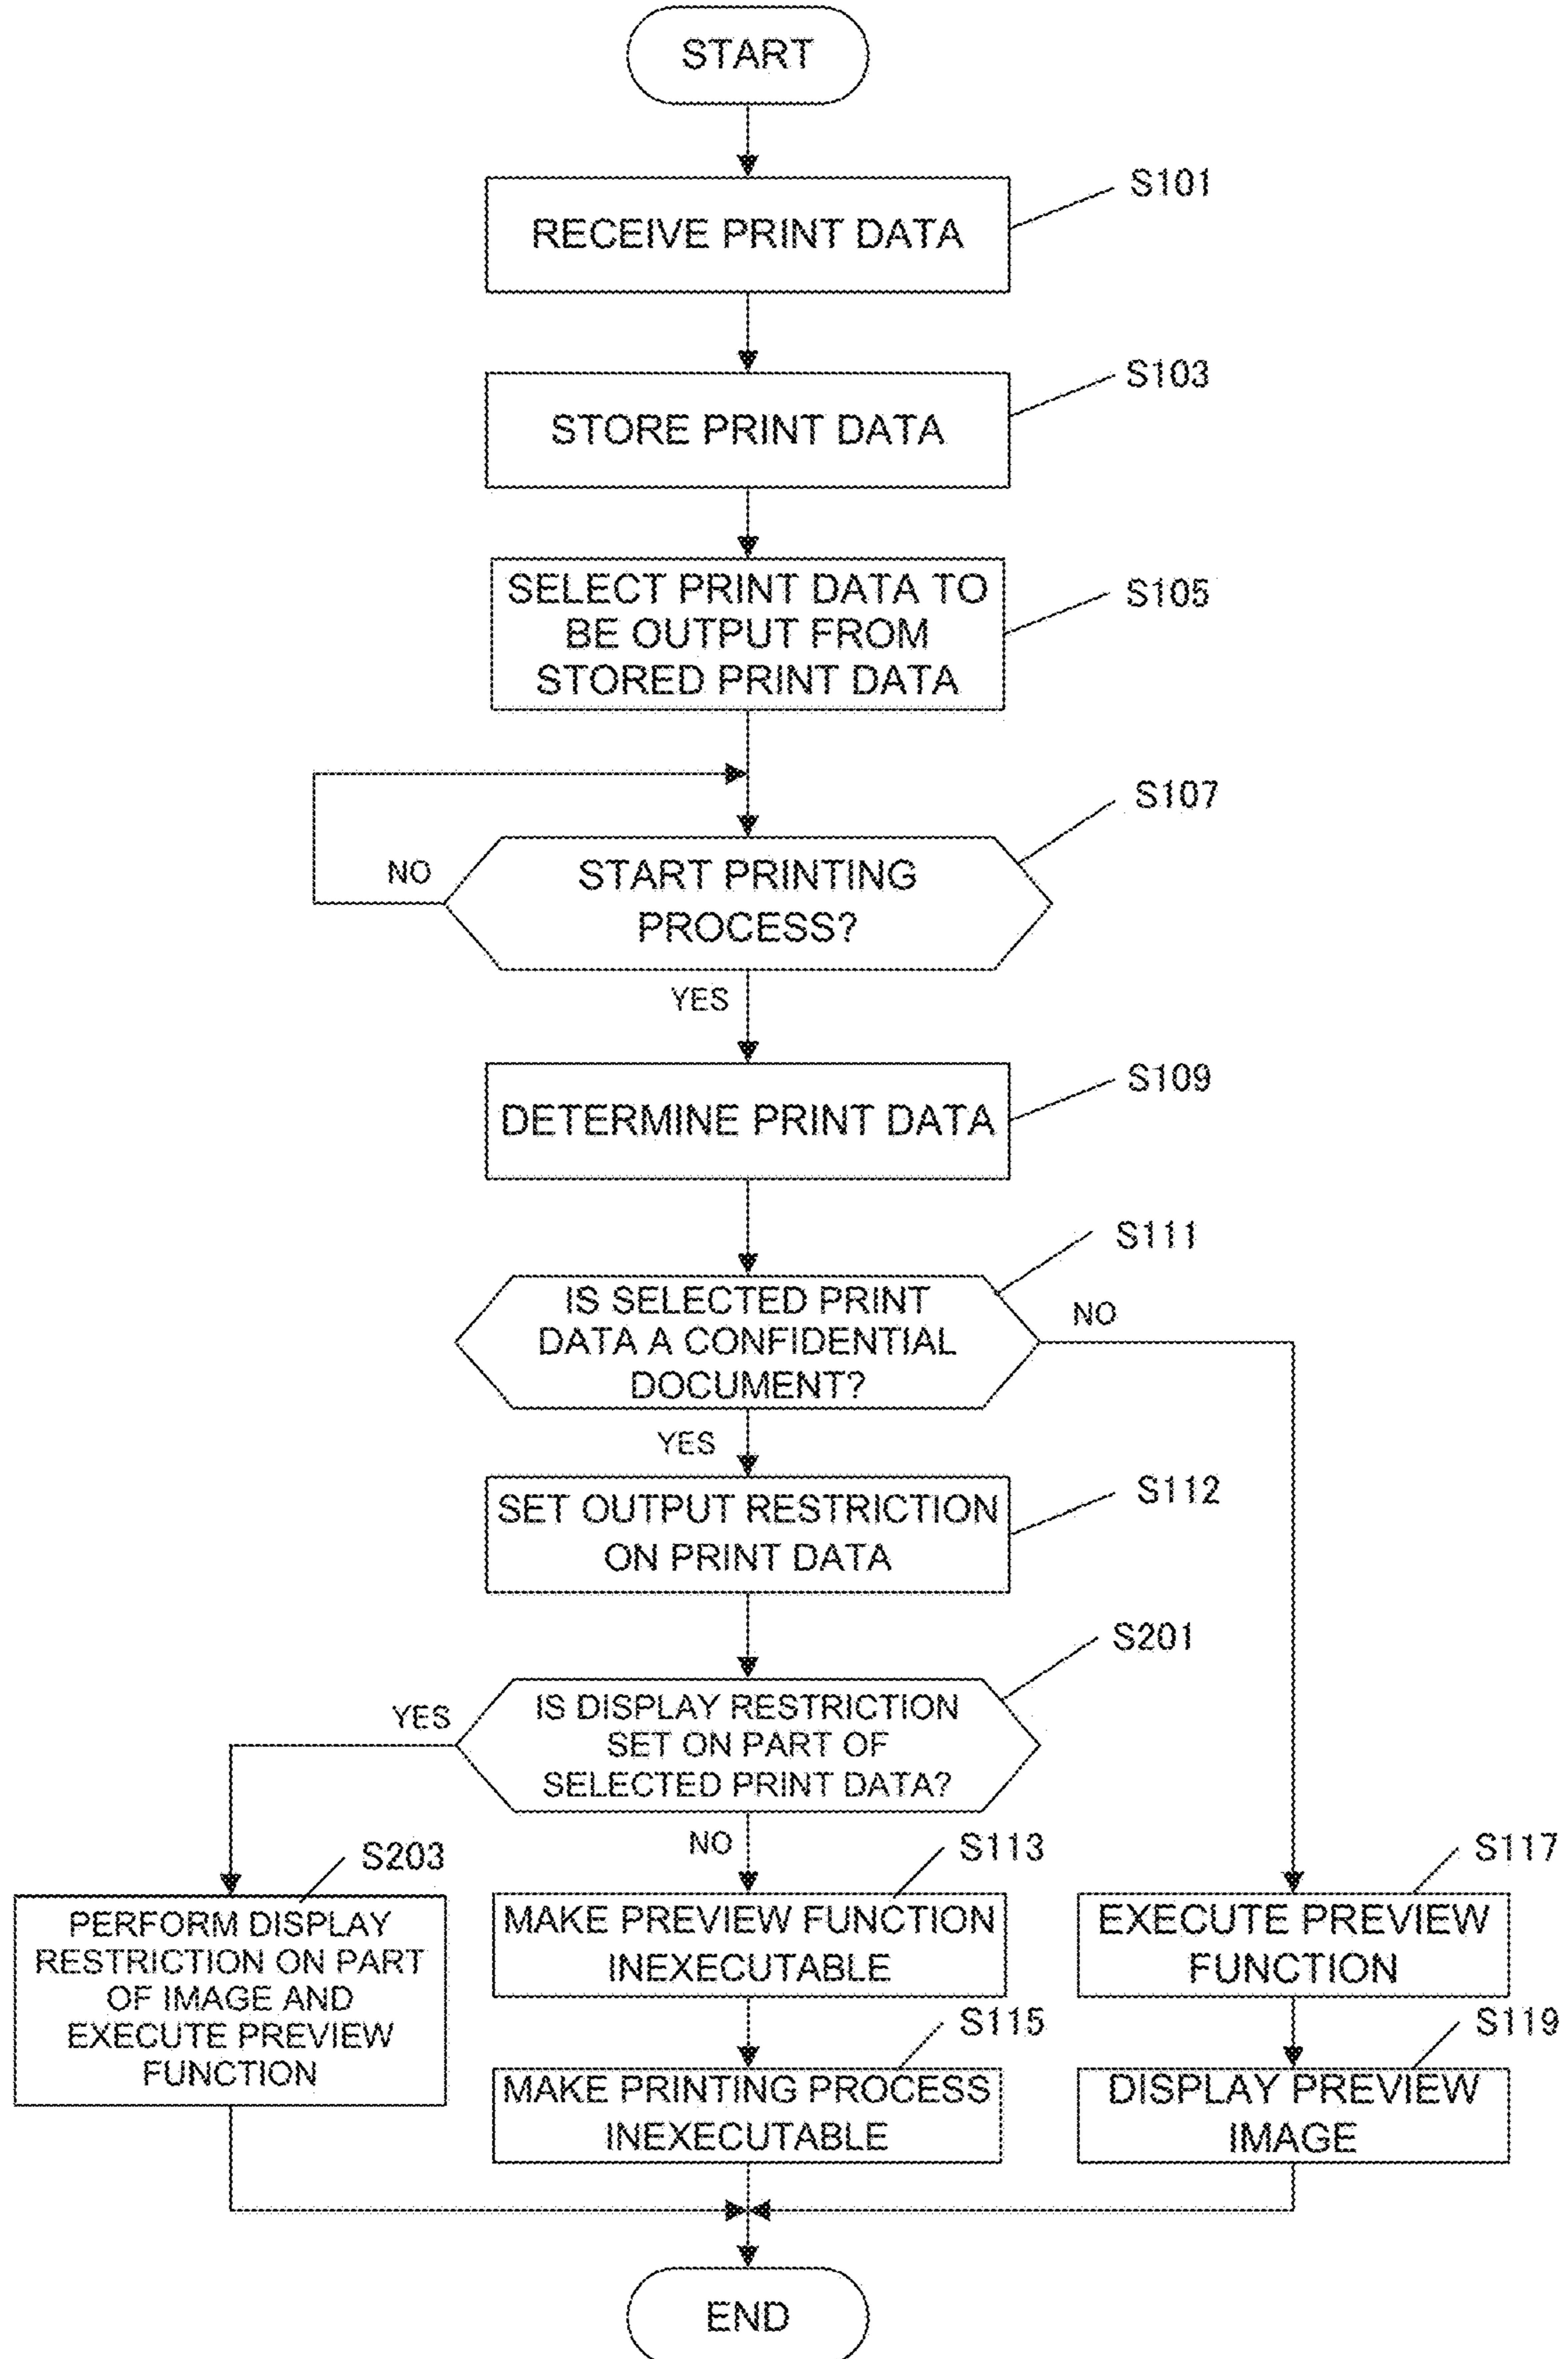 START
S101
RECEIVE PRINT DATA
S103
STORE PRINT DATA
S105
SELECT PRINT DATA TO
BE OUTPUT FROM
STORED PRINT DATA
S107
NO
START PRINTING
PROCESS?
YES
S109
DETERMINE PRINT DATA
S111
IS SELECTED PRINT
DATA A CONFIDENTIAL
DOCUMENT?
NO
YES
S112
SET OUTPUT RESTRICTION
ON PRINT DATA
S201
YES
IS DISPLAY RESTRICTION
SET ON PART OF
SELECTED PRINT DATA?
NO
S203
PERFORM DISPLAY
RESTRICTION ON PART
OF IMAGE AND
EXECUTE PREVIEW
FUNCTION
S113
MAKE PREVIEW FUNCTION
INEXECUTABLE
S115
MAKE PRINTING PROCESS
INEXECUTABLE
S117
EXECUTE PREVIEW
FUNCTION
S119
DISPLAY PREVIEW
IMAGE
END